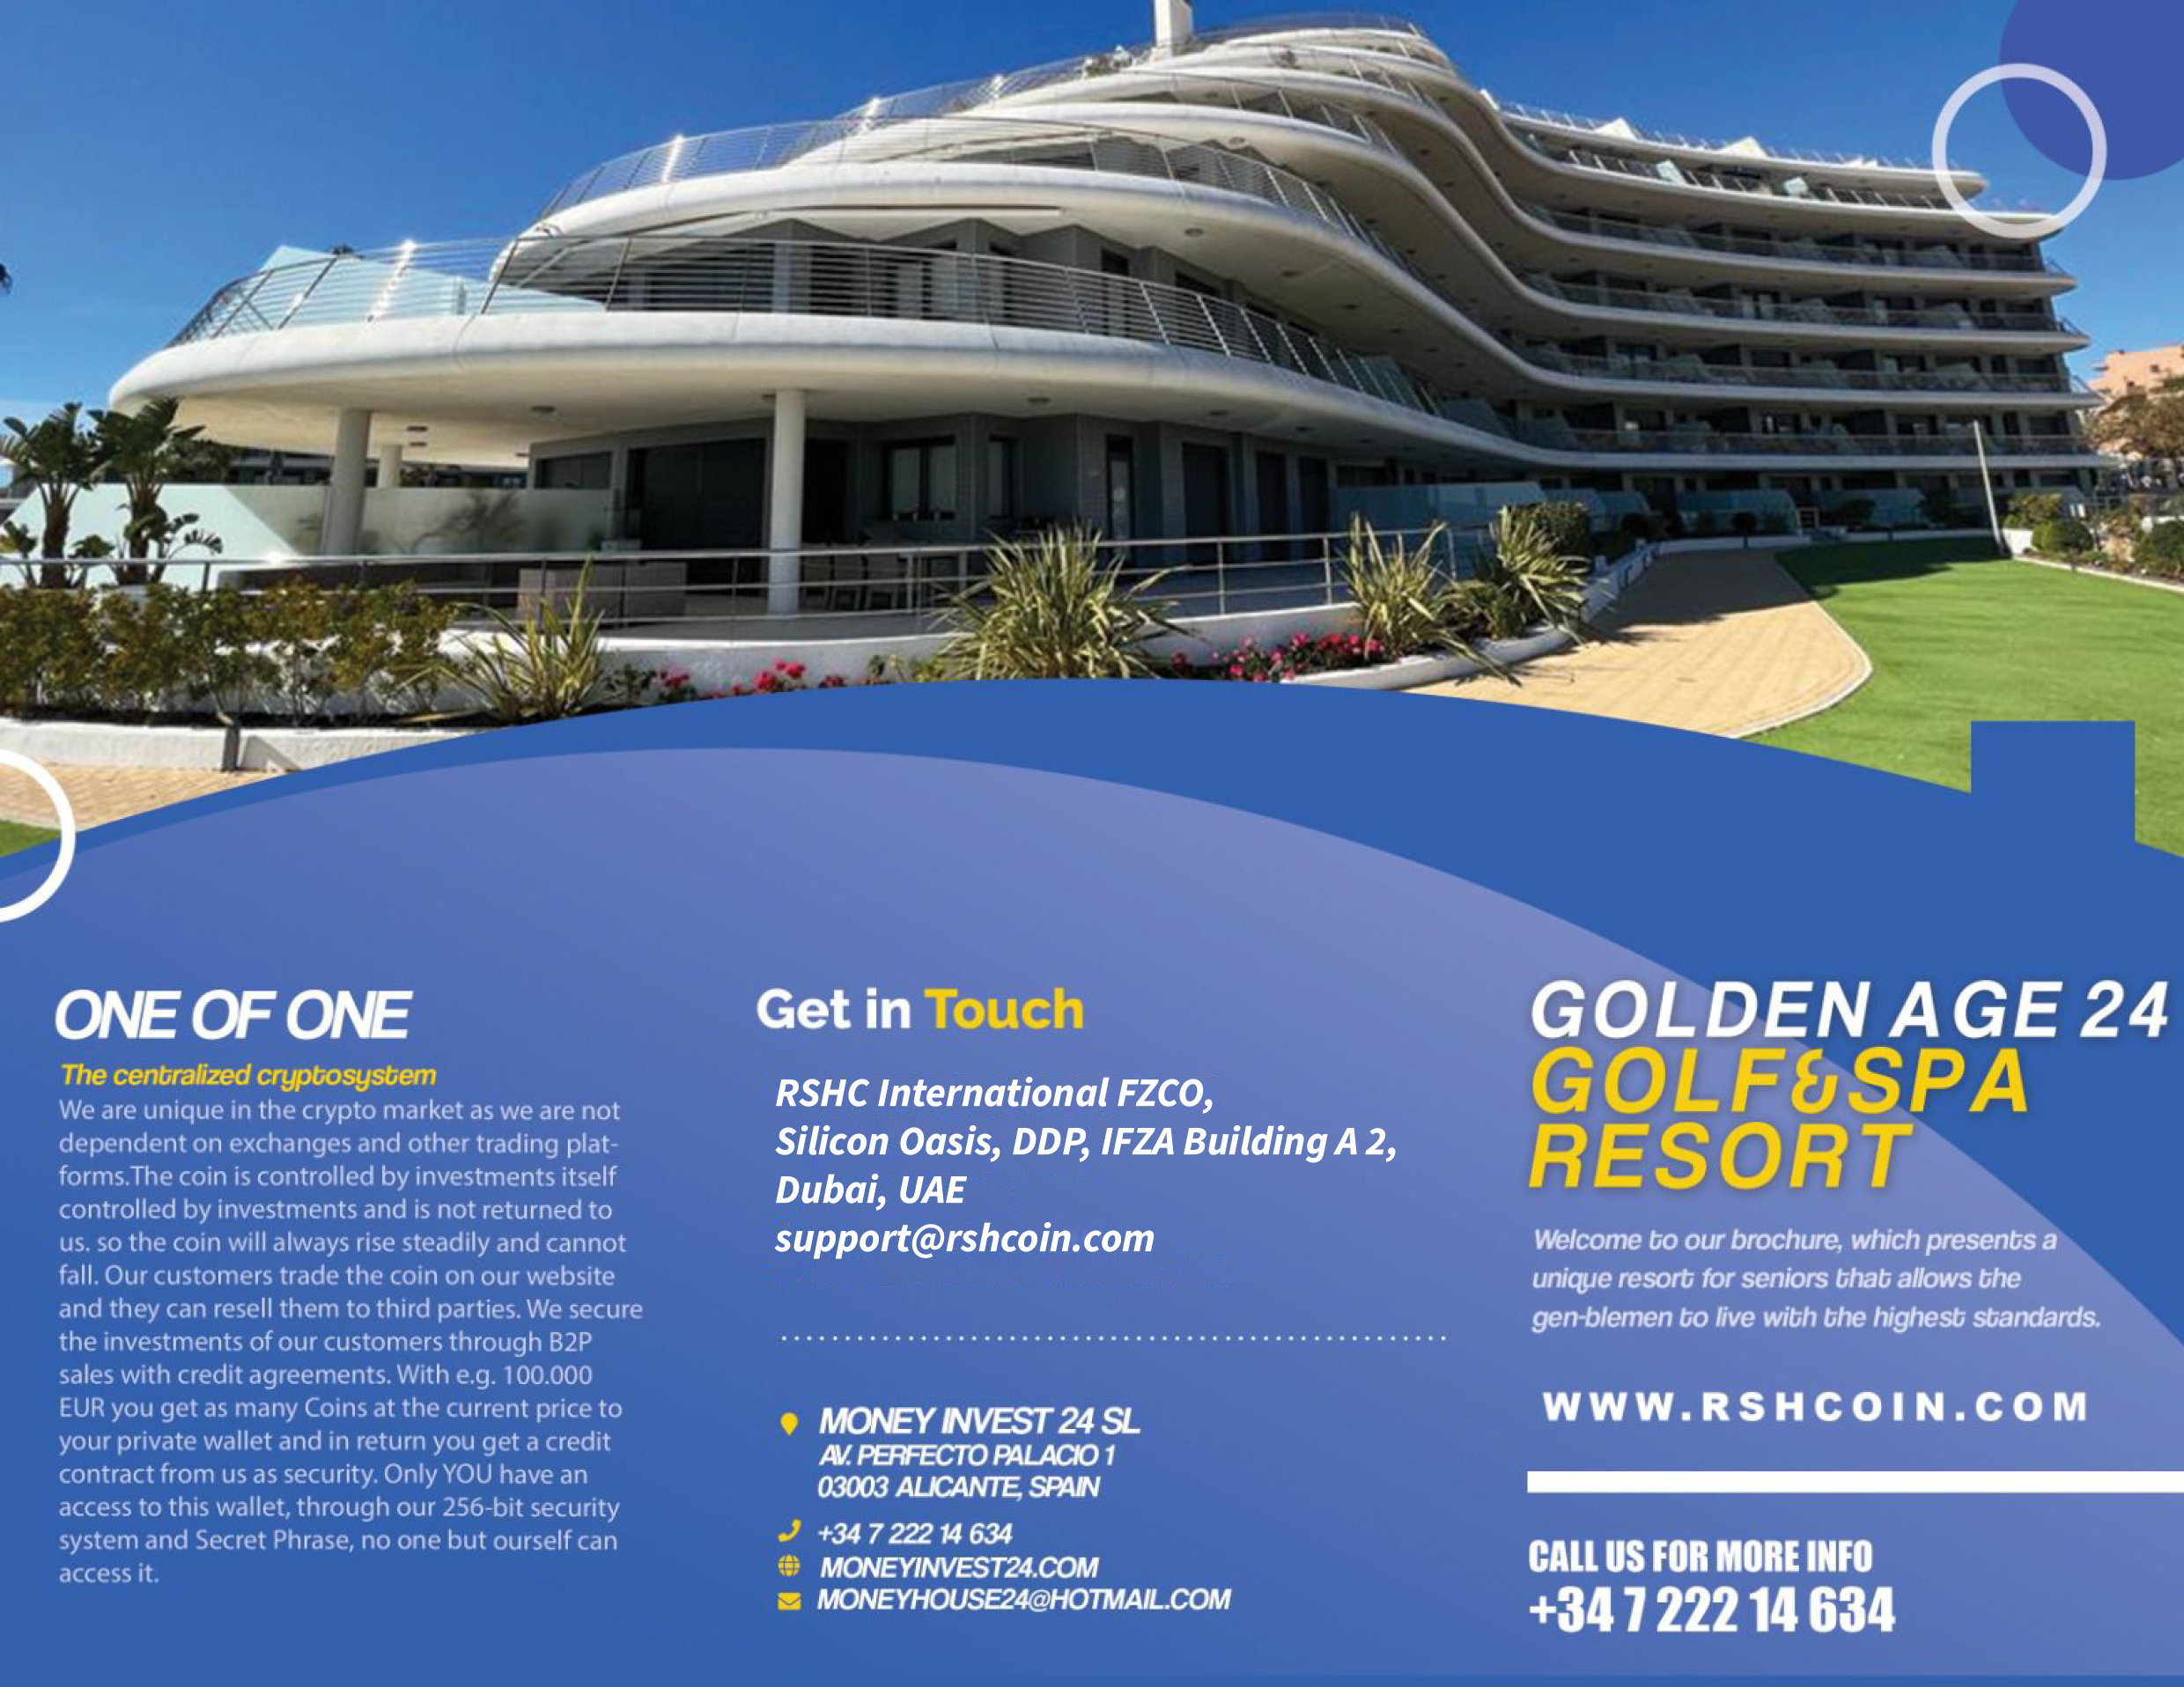 ONE OF ONE
The centralized cryptosystem
We are unique in the crypto market as we are not
dependent on exchanges and other trading plat-
forms.The coin is controlled by investments itself
controlled by investments and is not returned to
us. so the coin will always rise steadily and cannot
fall. Our customers trade the coin on our website
and they can resell them to third parties. We secure
the investments of our customers through B2P
sales with credit agreements. With e.g. 100.000
EUR you get as many Coins at the current price to
your private wallet and in return you get a credit
contract from us as security. Only YOU have an
access to this wallet, through our 256-bit security
system and Secret Phrase, no one but ourself can
access it.
Get in Touch
RSHC International FZCO,
Silicon Oasis, DDP, IFZA Building A 2,
Dubai, UAE
support@rshcoin.com
MONEY INVEST 24 SL
AV. PERFECTO PALACIO 1
03003 ALICANTE, SPAIN
+34 7 222 14 634
MONEYINVEST24.COM
MONEYHOUSE24@HOTMAIL.COM
GOLDEN AGE 24
GOLF&SPA
RESORT
Welcome to our brochure, which presents a
unique resort for seniors that allows the
gen-blemen to live with the highest standards.
WWW.RSHCOIN.COM
CALL US FOR MORE INFO
+34 7 222 14 634